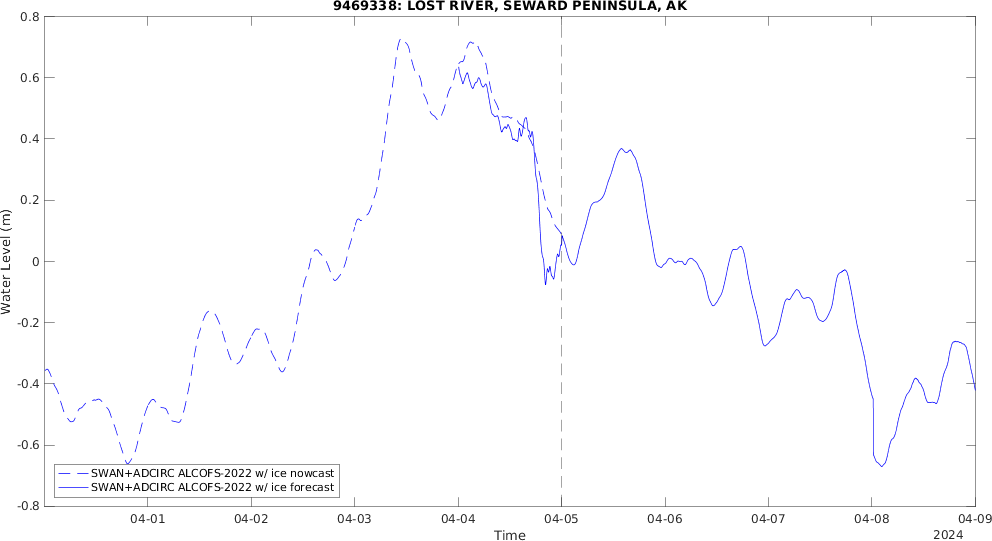 9469338: LOST RIVER, SEWARD PENINSULA, AK
0.8
0.6
0.4
0.2
0
-0.2
-0.4
-0.6
-0.8
Water Level (m)
SWAN+ADCIRC ALCOFS-2022 w/ ice nowcast
SWAN+ADCIRC ALCOFS-2022 w/ ice forecast
04-01 04-02 04-03 04-04 04-05 04-06 04-07 04-08 04-09
Time
2024